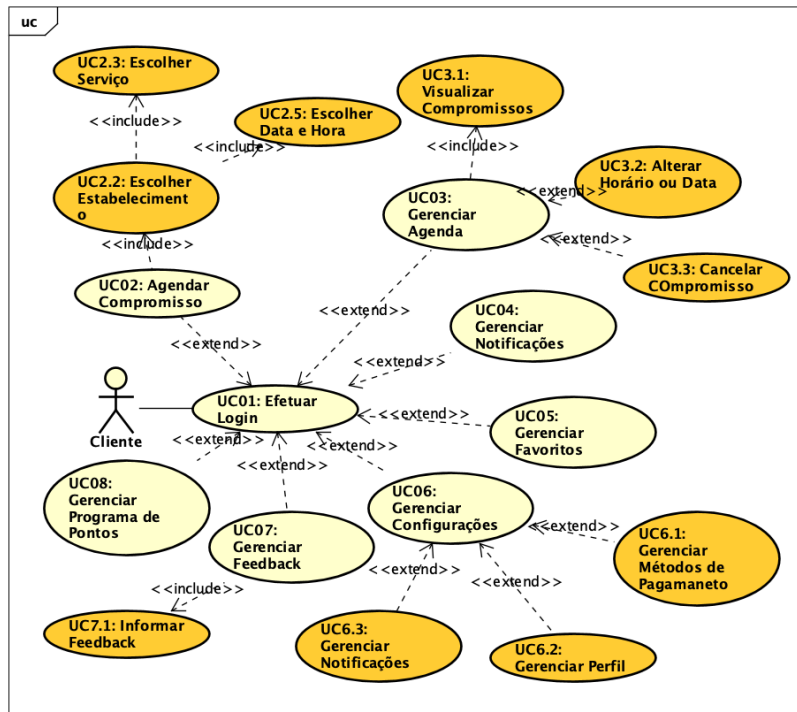 uc
UC2.3: Escolher
Serviço
UC3.1:
Visualizar
Compromissos
UC2.5: Escolher
Data e Hora
<<include>>
<<include>>
<<include>>
UC3.2: Alterar
Horário ou Data
UC2.2: Escolher
Estabeleciment
o
<<extend>>
UC03:
Gerenciar
Agenda
<<include>>
<<extend>>
UC3.3: Cancelar
COmpromisso
UC02: Agendar
Compromisso
<<extend>>
UC04:
Gerenciar
Notificações
<<extend>>
<<extend>>
UC01: Efetuar
Login
<<extend>>
UC05:
Gerenciar
Favoritos
Cliente
<<extend>>
<<extend>>
<<extend>>
UC08:
Gerenciar
Programa de
Pontos
UC06:
Gerenciar
Configurações
UC07:
Gerenciar
Feedback
<<extend>>
UC6.1:
Gerenciar
Métodos de
Pagamaneto
<<extend>>
<<extend>>
<<include>>
UC7.1: Informar
Feedback
UC6.3:
Gerenciar
Notificações
UC6.2:
Gerenciar Perfil